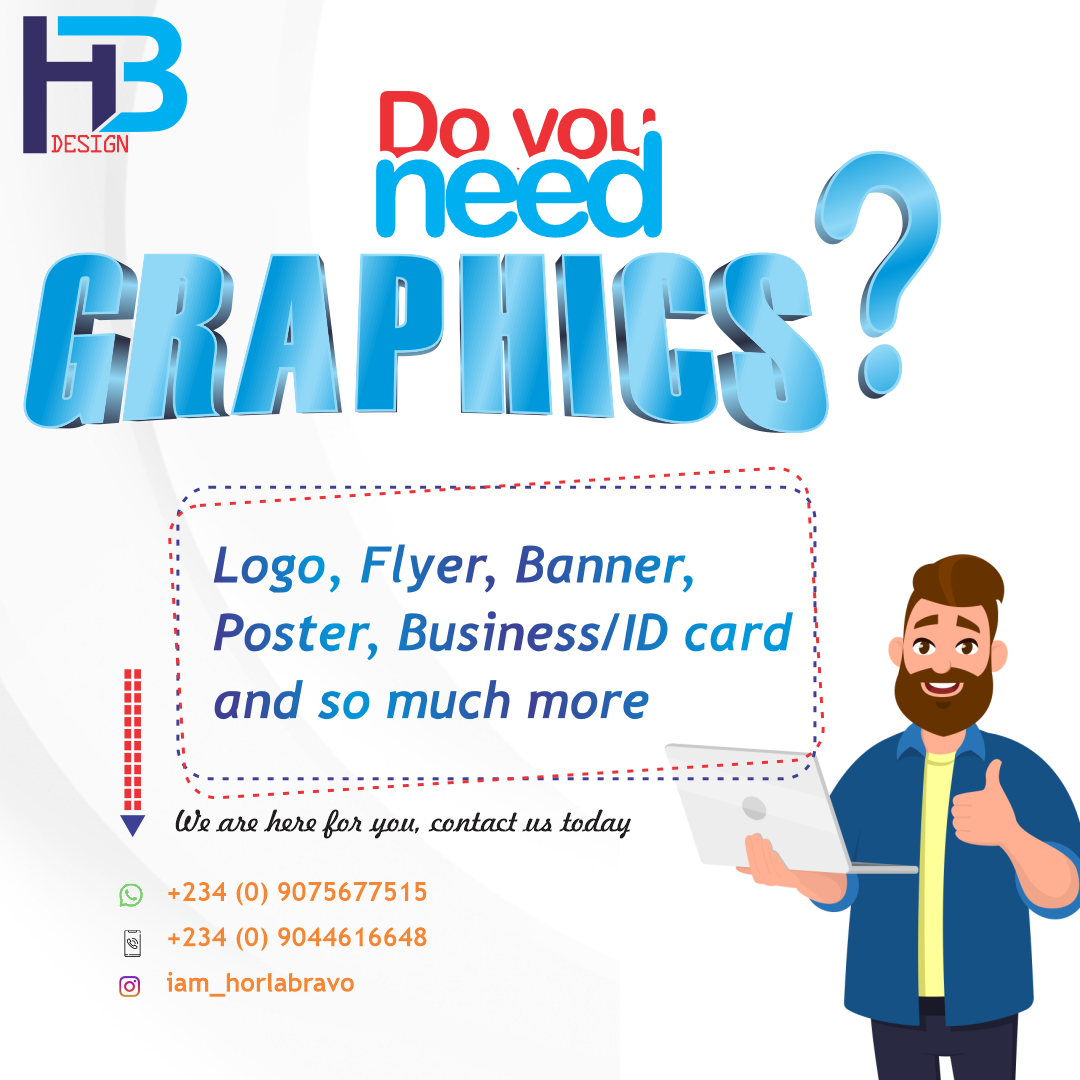 HB
DESIGN
Do you
need
GRAPHICS?
Logo, Flyer, Banner,
Poster, Business/ID card
and so much more
We are here for you, contact us today
+234 (0) 9075677515
+234 (0) 9044616648
iam_horlabravo